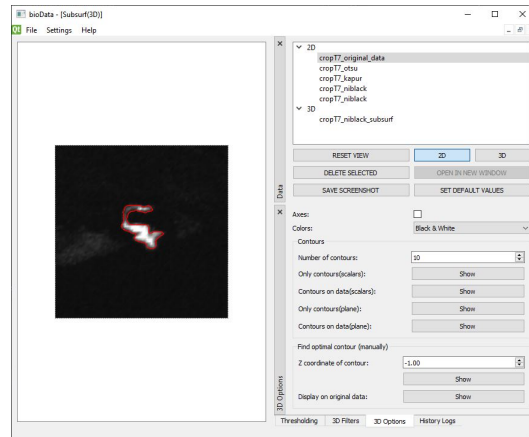 bioData - [Subsurf(3D)]
File Settings Help
2D
cropT7_original_data
cropT7_otsu
cropT7_kapur
cropT7_niblack
cropT7_niblack
3D
cropT7_niblack_subsurf
RESET VIEW 2D 3D
DELETE SELECTED OPEN IN NEW WINDOW
SAVE SCREENSHOT SET DEFAULT VALUES
Data
Axes:
Colors: Black & White
Contours
Number of contours: 10
Only contours(scalars): Show
Contours on data(scalars): Show
Only contours(plane): Show
Contours on data(plane): Show
Find optimal contour (manually)
Z coordinate of contour: -1.00
Show
Display on original data: Show
3D Options
Thresholding 3D Filters 3D Options History Logs